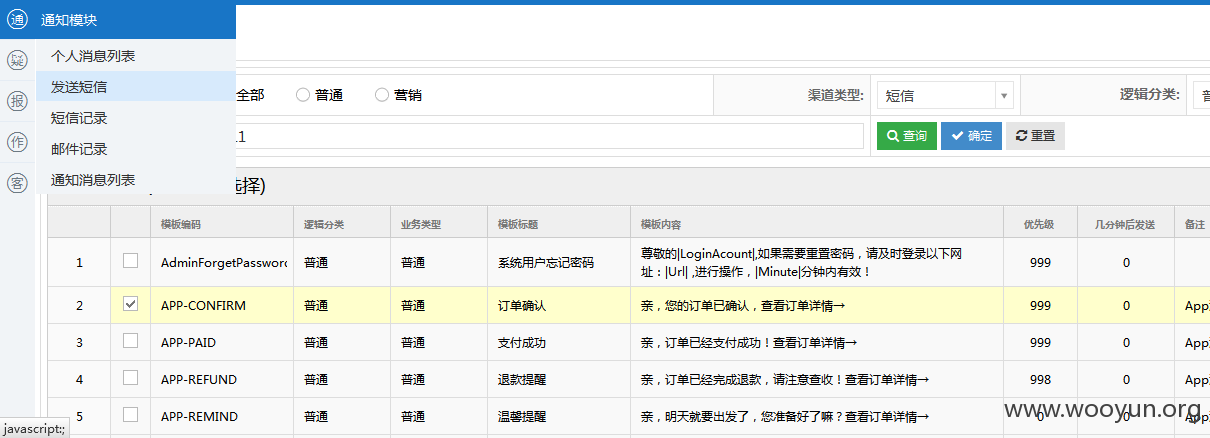 通 通知模块
疑 个人消息列表
报 发送短信
短信记录
作 邮件记录
客 通知消息列表
全部 普通 营销 渠道类型: 短信 逻辑分类:
.1 查询 确定 重置
选择)
模板编码 逻辑分类 业务类型 模板标题 模板内容 优先级 几分钟后发送 备注
1 AdminForgetPassword 普通 普通 系统用户忘记密码 尊敬的|LoginAcount|,如果需要重置密码，请及时登录以下网
址：|Url| ,进行操作，|Minute|分钟内有效！ 999 0
2 APP-CONFIRM 普通 普通 订单确认 亲，您的订单已确认，查看订单详情→ 999 0 App
3 APP-PAID 普通 普通 支付成功 亲，订单已经支付成功！查看订单详情→ 999 0 App
4 APP-REFUND 普通 普通 退款提醒 亲，订单已经完成退款，请注意查收！查看订单详情→ 998 0 App
5 APP-REMIND 普通 普通 温馨提醒 亲，明天就要出发了，您准备好了嘛？查看订单详情→ 0 0 App
www.wooyun.org
javascript:;